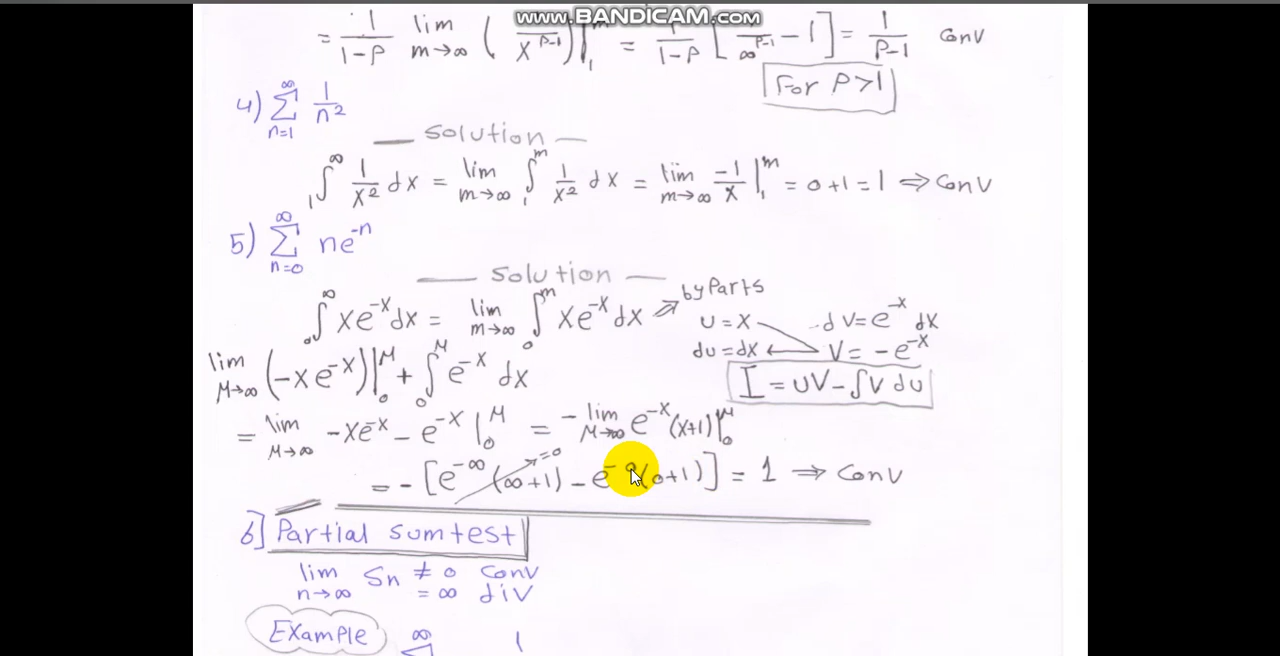 www.BANDICAM.com
= 1/(1-P) lim m→∞ ( 1/x^(P-1) ) |₁^m = 1/(1-P) [ 1/∞^(P-1) - 1 ] = 1/(P-1) conv
For P>1
4) ∑ n=1 ∞ 1/n²
— solution —
₁∫^∞ 1/x² dx = lim m→∞ ₁∫^m 1/x² dx = lim m→∞ -1/x |₁^m = 0+1 = 1 ⇒ conv
5) ∑ n=0 ∞ ne^-n
— solution —
₀∫^∞ xe^-x dx = lim m→∞ ₀∫^m xe^-x dx ⇒ by Parts
u = x dv = e^-x dx
du = dx v = -e^-x
lim M→∞ (-xe^-x) |₀^M + ₀∫^M e^-x dx
I = uv - ∫v du
= lim M→∞ -xe^-x - e^-x |₀^M = - lim M→∞ e^-x (x+1) |₀^M
= - [ e^-∞ (∞+1) →=0 - e^-0 (0+1) ] = 1 ⇒ conv
6] Partial sum test
lim n→∞ Sn ≠ 0 conv
= ∞ div
Example ∞ 1